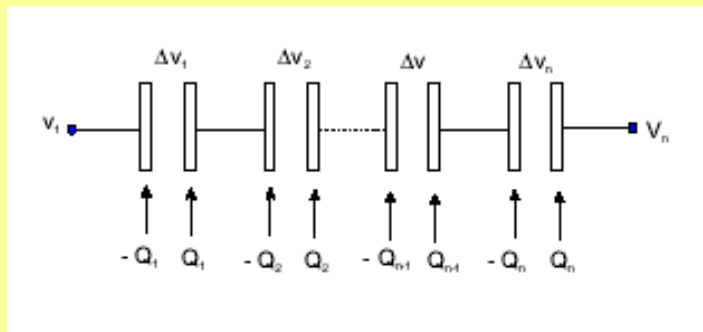 Δv₁ Δv₂ Δv Δvₙ
v₁ Vₙ
- Q₁ Q₁ - Q₂ Q₂ - Qₙ₋₁ Qₙ₋₁ - Qₙ Qₙ